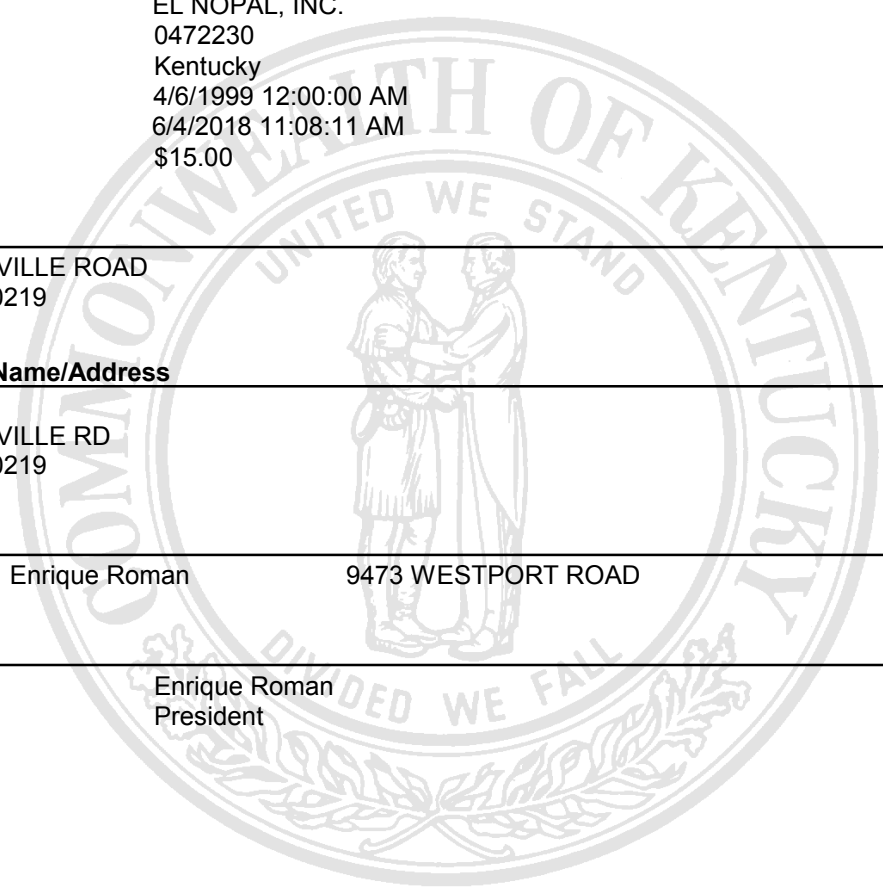 EL NOPAL, INC.
0472230
Kentucky
4/6/1999 12:00:00 AM
6/4/2018 11:08:11 AM
$15.00
VILLE ROAD
0219
Name/Address
VILLE RD
0219
Enrique Roman 9473 WESTPORT ROAD
Enrique Roman
President
COMMONWEALTH OF KENTUCKY
UNITED WE STAND
DIVIDED WE FALL